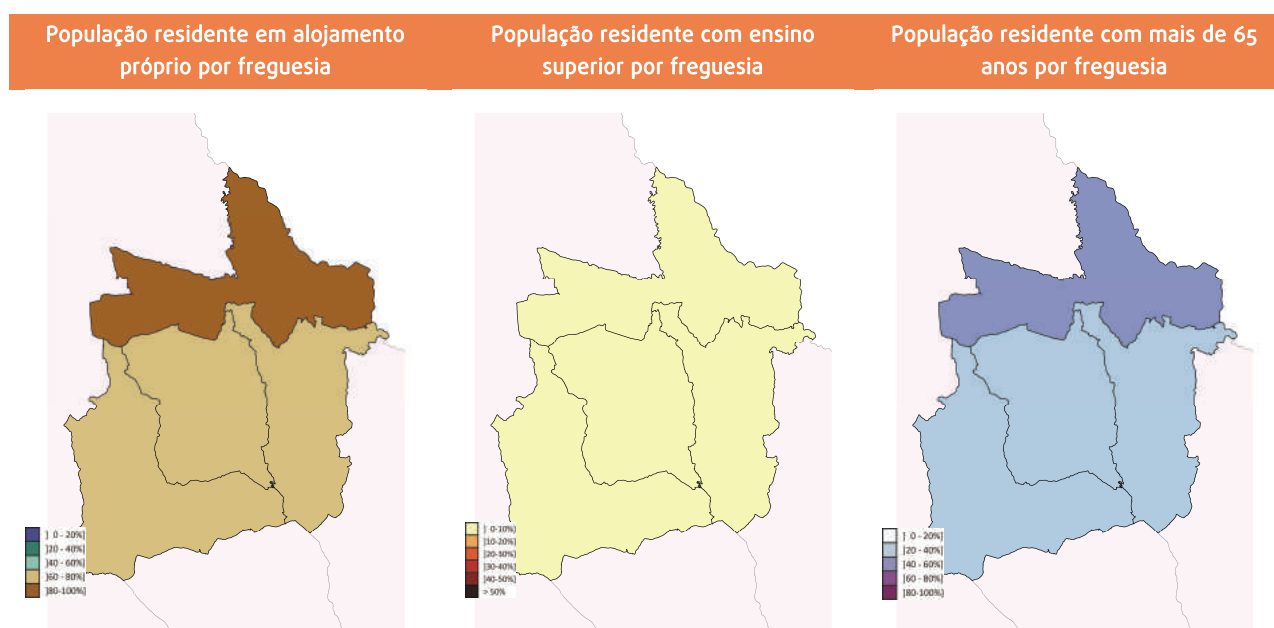 População residente em alojamento
próprio por freguesia
População residente com ensino
superior por freguesia
População residente com mais de 65
anos por freguesia
] 0 - 20%]
]20 - 40%]
]40 - 60%]
]60 - 80%]
]80-100%]
] 0-10%]
]10-20%]
]20-30%]
]30-40%]
]40-50%]
> 50%
] 0 - 20%]
]20 - 40%]
]40 - 60%]
]60 - 80%]
]80-100%]